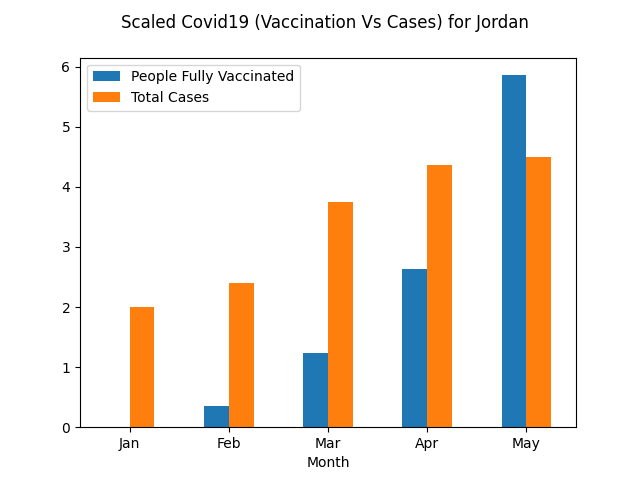 Scaled Covid19 (Vaccination Vs Cases) for Jordan
People Fully Vaccinated
Total Cases
6
5
4
3
2
1
0
Jan Feb Mar Apr May
Month